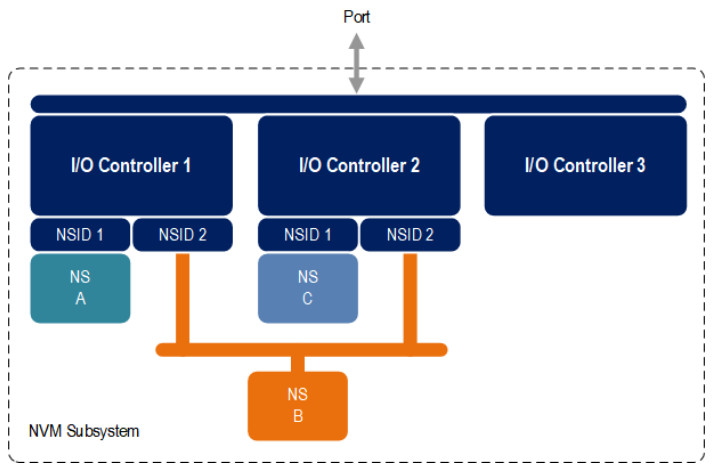 Port
I/O Controller 1
I/O Controller 2
I/O Controller 3
NSID 1
NSID 2
NSID 1
NSID 2
NS
A
NS
C
NS
B
NVM Subsystem